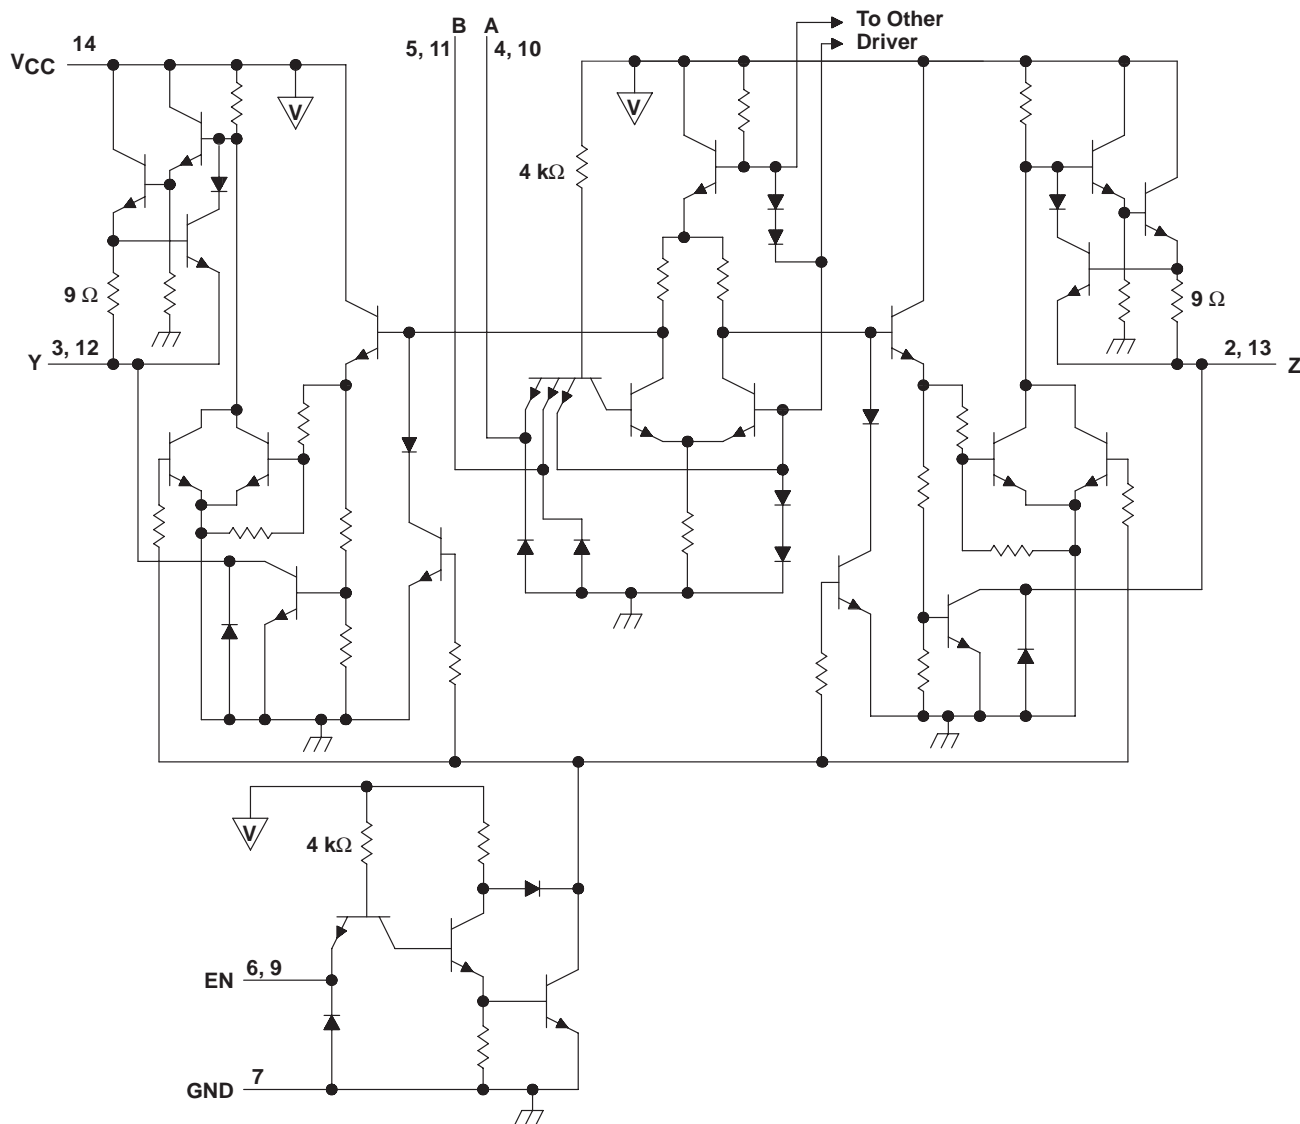 To Other
Driver
B A
5, 11 4, 10
14
VCC
V
V
4 kΩ
9 Ω
9 Ω
3, 12
Y
2, 13
Z
V
4 kΩ
6, 9
EN
7
GND